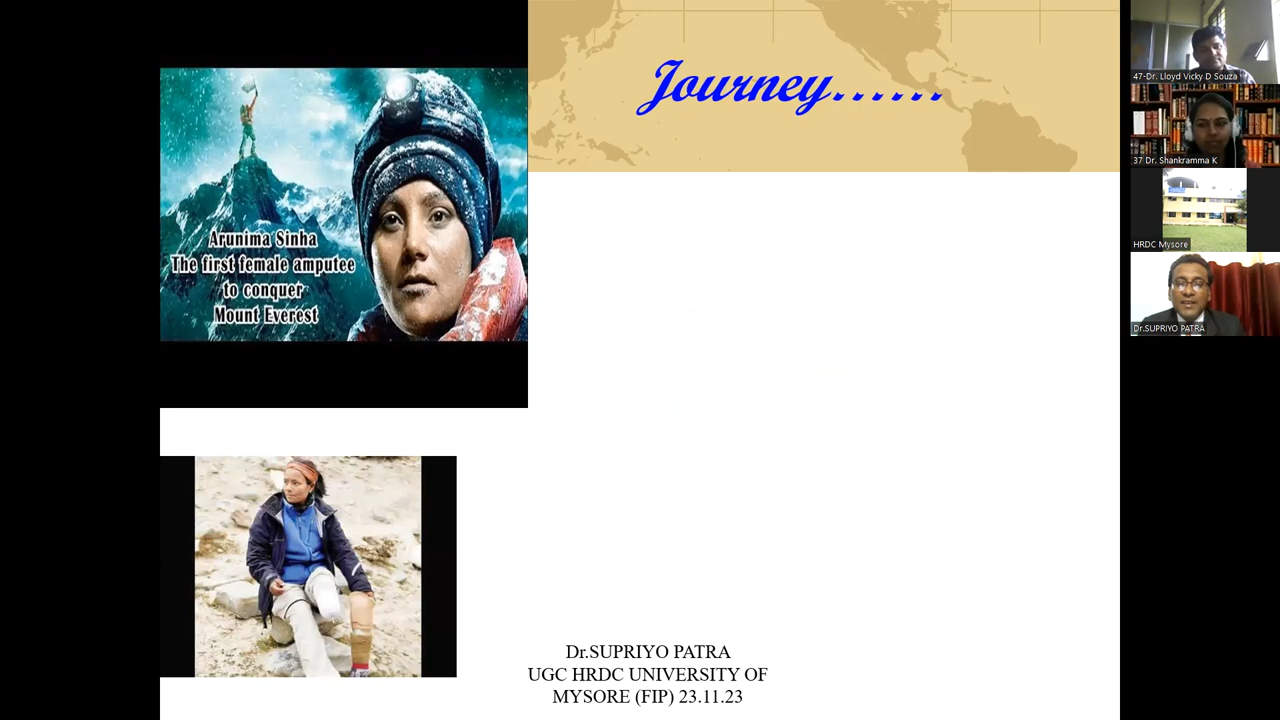 Journey......
Arunima Sinha
The first female amputee
to conquer
Mount Everest
Dr.SUPRIYO PATRA
UGC HRDC UNIVERSITY OF
MYSORE (FIP) 23.11.23
47-Dr. Lloyd Vicky D Souza
37 Dr. Shankramma K
HRDC Mysore
Dr.SUPRIYO PATRA